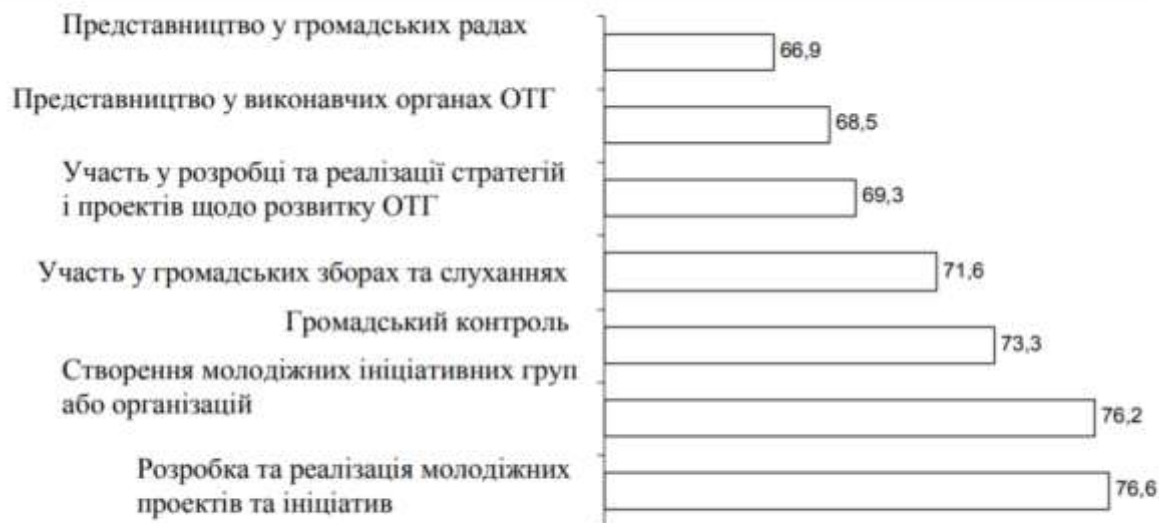 Представництво у громадських радах
66,9
Представництво у виконавчих органах ОТГ
68,5
Участь у розробці та реалізації стратегій
і проектів щодо розвитку ОТГ
69,3
Участь у громадських зборах та слуханнях
71,6
Громадський контроль
73,3
Створення молодіжних ініціативних груп
або організацій
76,2
Розробка та реалізація молодіжних
проектів та ініціатив
76,6